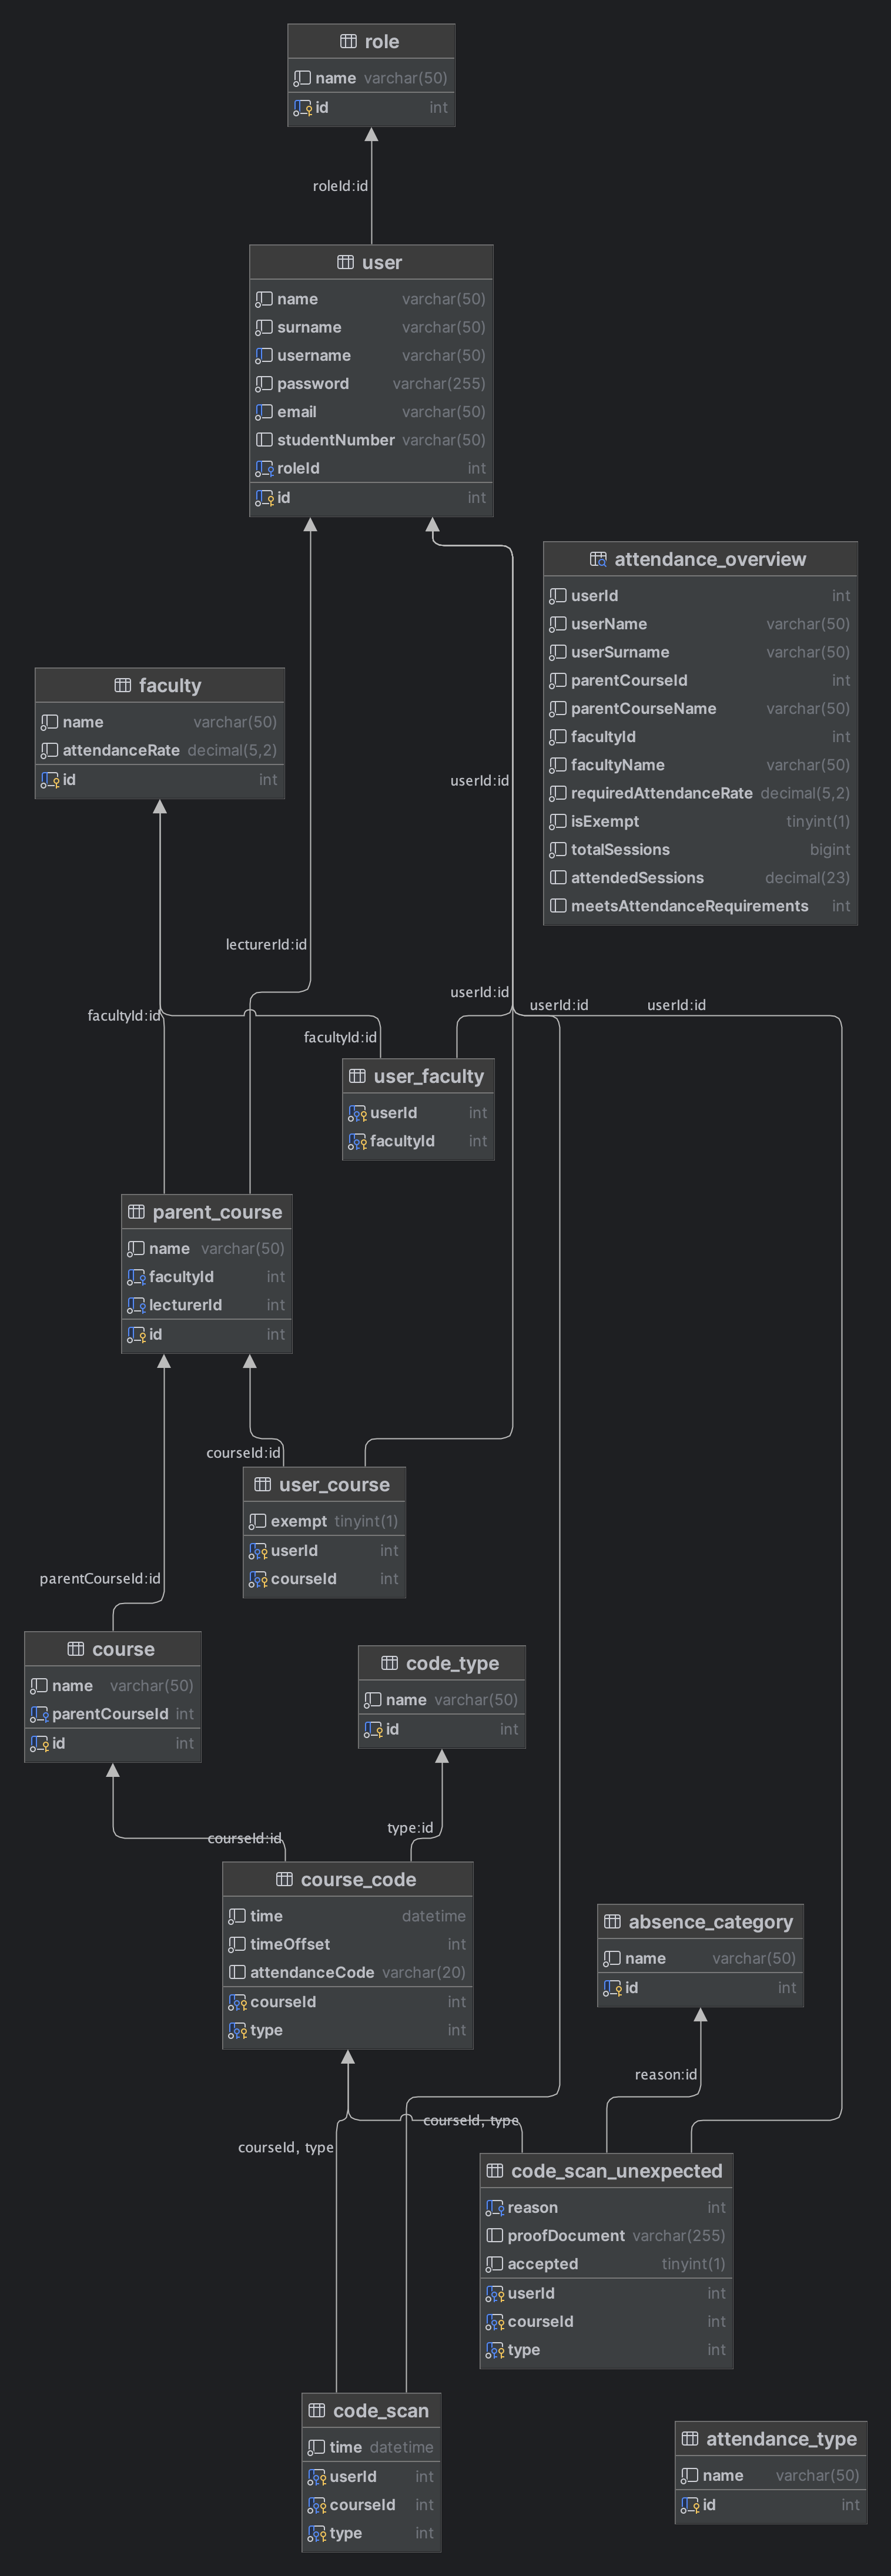 role
name varchar(50)
id int
roleId:id
user
name varchar(50)
surname varchar(50)
username varchar(50)
password varchar(255)
email varchar(50)
studentNumber varchar(50)
roleId int
id int
attendance_overview
userId int
userName varchar(50)
userSurname varchar(50)
parentCourseId int
parentCourseName varchar(50)
facultyId int
facultyName varchar(50)
requiredAttendanceRate decimal(5,2)
isExempt tinyint(1)
totalSessions bigint
attendedSessions decimal(23)
meetsAttendanceRequirements int
faculty
name varchar(50)
attendanceRate decimal(5,2)
id int
userId:id
lecturerId:id
userId:id
userId:id
userId:id
facultyId:id
facultyId:id
user_faculty
userId int
facultyId int
parent_course
name varchar(50)
facultyId int
lecturerId int
id int
courseId:id
user_course
exempt tinyint(1)
userId int
courseId int
parentCourseId:id
course
name varchar(50)
parentCourseId int
id int
code_type
name varchar(50)
id int
courseId:id
type:id
course_code
time datetime
timeOffset int
attendanceCode varchar(20)
courseId int
type int
absence_category
name varchar(50)
id int
reason:id
courseId, type
courseId, type
code_scan_unexpected
reason int
proofDocument varchar(255)
accepted tinyint(1)
userId int
courseId int
type int
code_scan
time datetime
userId int
courseId int
type int
attendance_type
name varchar(50)
id int